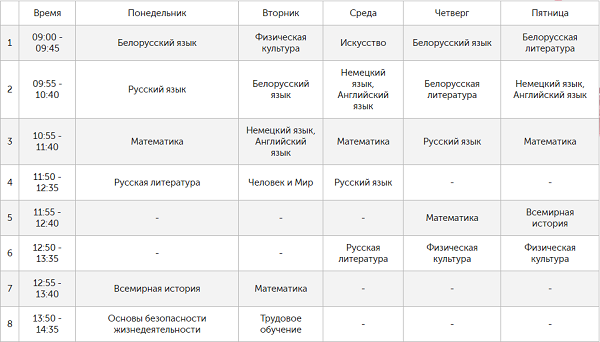 Время Понедельник Вторник Среда Четверг Пятница
1 09:00 - 09:45 Белорусский язык Физическая культура Искусство Белорусский язык Белорусская литература
2 09:55 - 10:40 Русский язык Белорусский язык Немецкий язык, Английский язык Белорусская литература Немецкий язык, Английский язык
3 10:55 - 11:40 Математика Немецкий язык, Английский язык Математика Русский язык Математика
4 11:50 - 12:35 Русская литература Человек и Мир Русский язык - -
5 11:55 - 12:40 - - - Математика Всемирная история
6 12:50 - 13:35 - - Русская литература Физическая культура Физическая культура
7 12:55 - 13:40 Всемирная история Математика - - -
8 13:50 - 14:35 Основы безопасности жизнедеятельности Трудовое обучение - - -